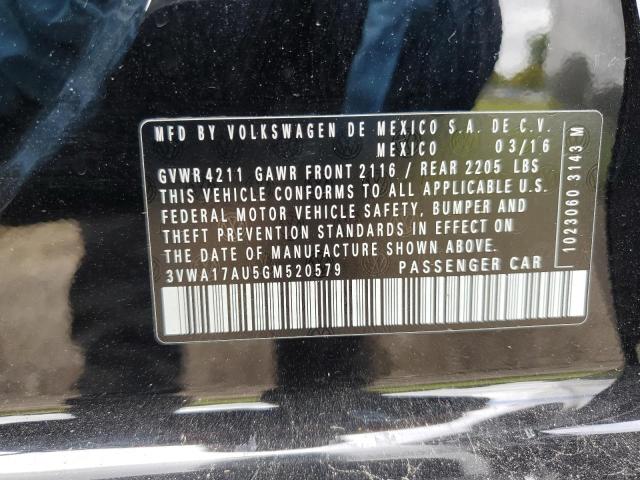 MFD BY VOLKSWAGEN DE MEXICO S.A. DE C.V.
MEXICO 03/16
GVWR 4211 GAWR FRONT 2116 / REAR 2205 LBS
THIS VEHICLE CONFORMS TO ALL APPLICABLE U.S.
FEDERAL MOTOR VEHICLE SAFETY, BUMPER AND
THEFT PREVENTION STANDARDS IN EFFECT ON
THE DATE OF MANUFACTURE SHOWN ABOVE.
3VWA17AU5GM520579 PASSENGER CAR
1023060 3143 M